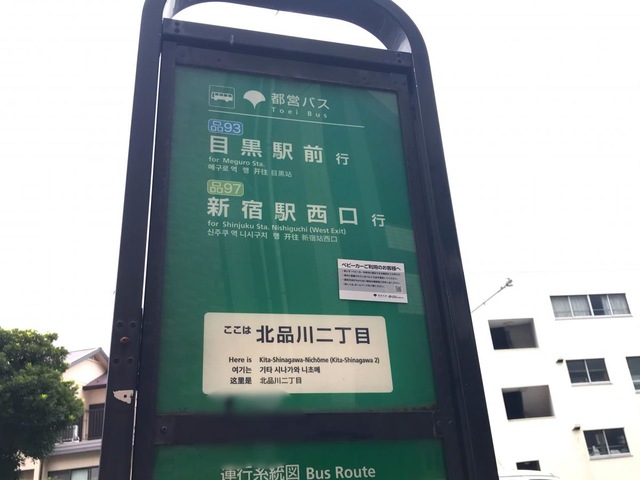 都営バス
Toei Bus
品93
目黒駅前 行
for Meguro Sta.
메구로 역 행 开往 目黒站
品97
新宿駅西口 行
for Shinjuku Sta. Nishiguchi (West Exit)
신주쿠 역 니시구치 행 开往 新宿站西口
ベビーカーご利用のお客様へ
ここは 北品川二丁目
Here is Kita-Shinagawa-Nichōme (Kita-Shinagawa 2)
여기는 기타 시나가와 니초메
这里是 北品川二丁目
運行系統図 Bus Route